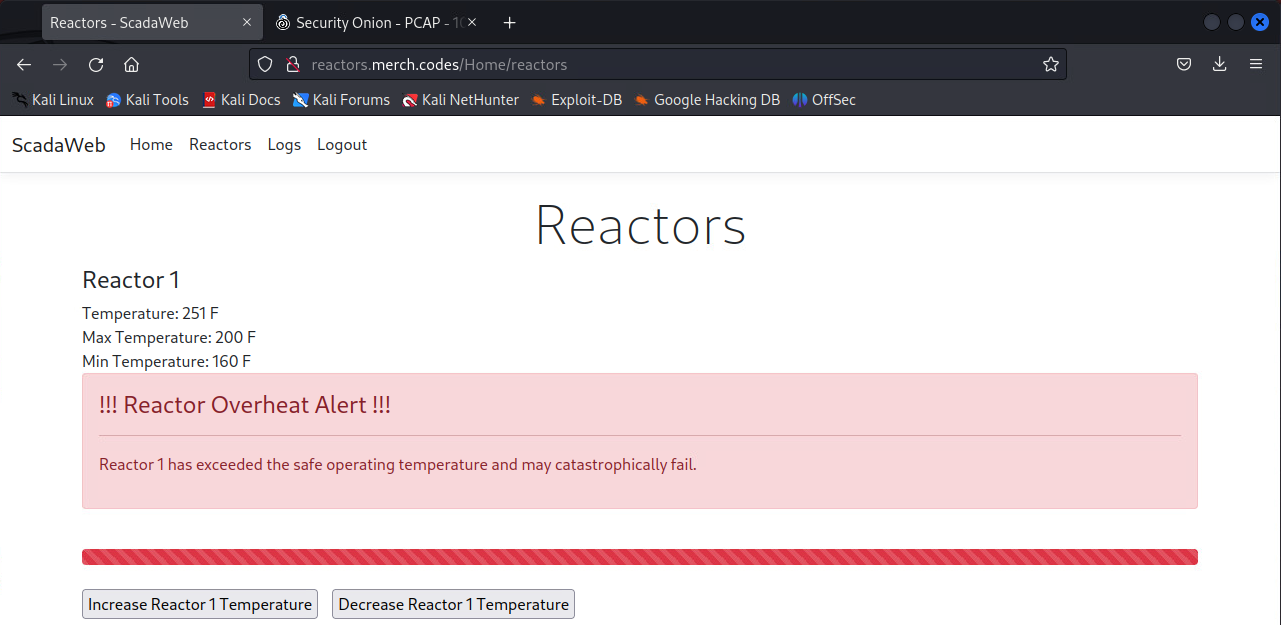 Reactors - ScadaWeb
Security Onion - PCAP - 10
reactors.merch.codes/Home/reactors
Kali Linux Kali Tools Kali Docs Kali Forums Kali NetHunter Exploit-DB Google Hacking DB OffSec
ScadaWeb Home Reactors Logs Logout
Reactors
Reactor 1
Temperature: 251 F
Max Temperature: 200 F
Min Temperature: 160 F
!!! Reactor Overheat Alert !!!
Reactor 1 has exceeded the safe operating temperature and may catastrophically fail.
Increase Reactor 1 Temperature Decrease Reactor 1 Temperature